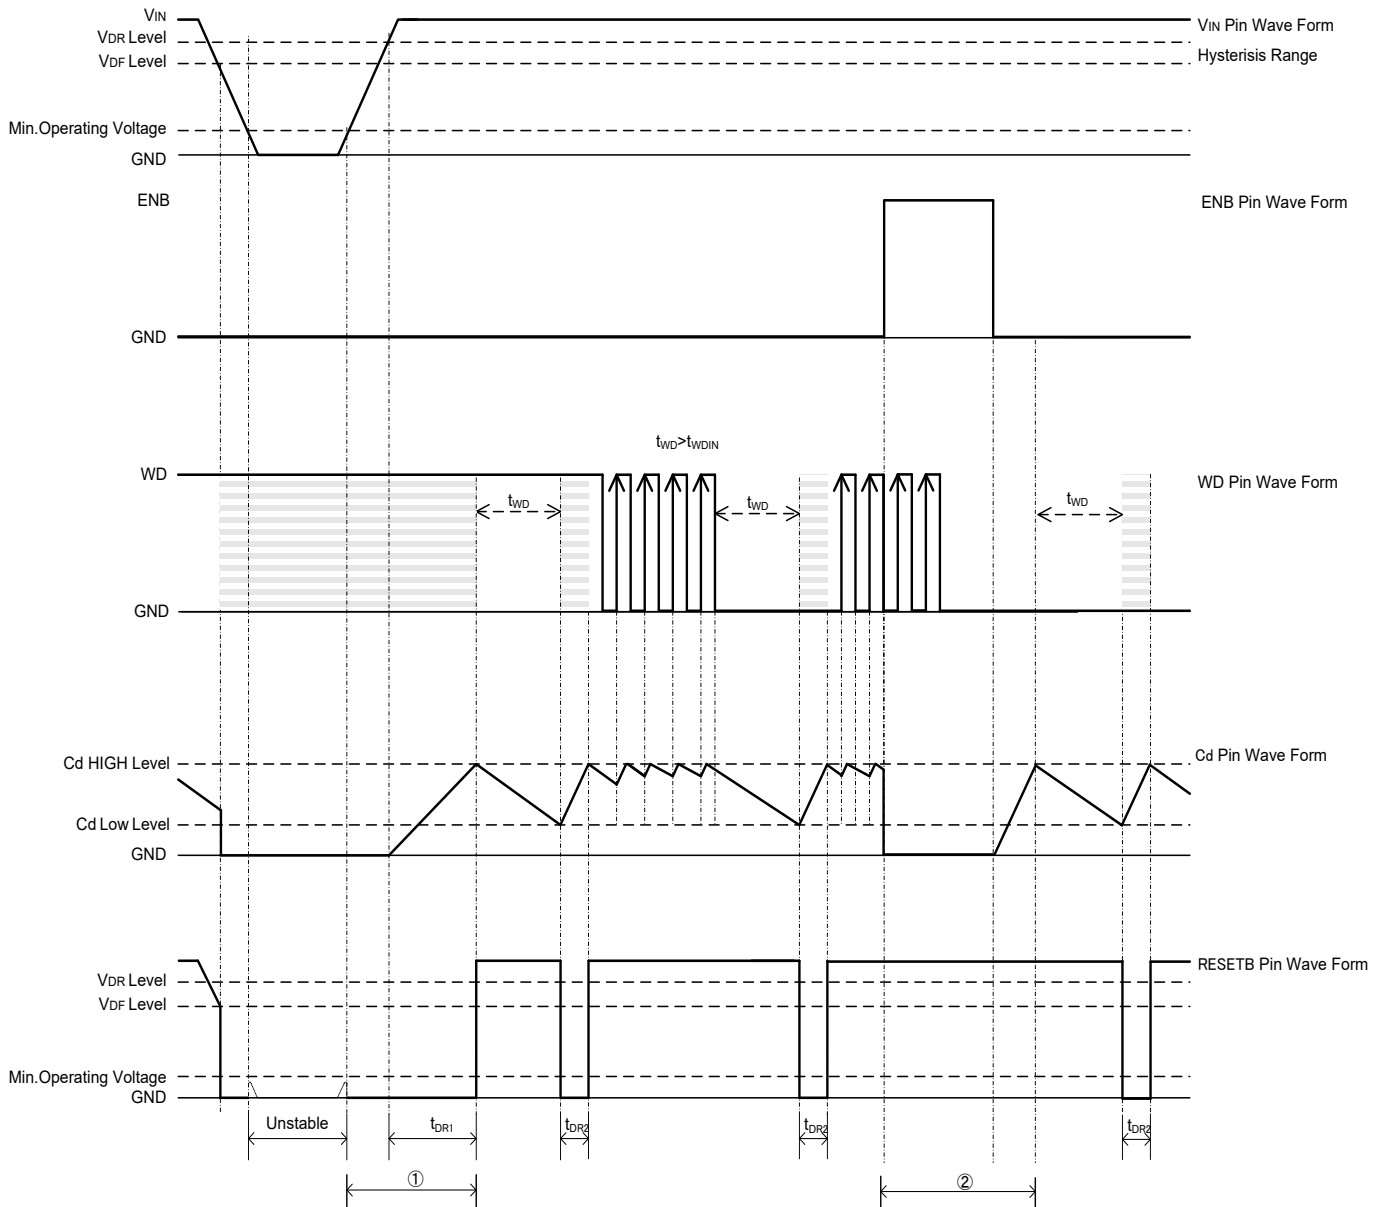 VIN
VIN Pin Wave Form
VDR Level
VDF Level
Hysterisis Range
Min.Operating Voltage
GND
ENB
ENB Pin Wave Form
GND
tWD>tWDIN
WD
WD Pin Wave Form
tWD
tWD
tWD
GND
Cd HIGH Level
Cd Pin Wave Form
Cd Low Level
GND
RESETB Pin Wave Form
VDR Level
VDF Level
Min.Operating Voltage
GND
Unstable
tDR1
tDR2
tDR2
tDR2
①
②